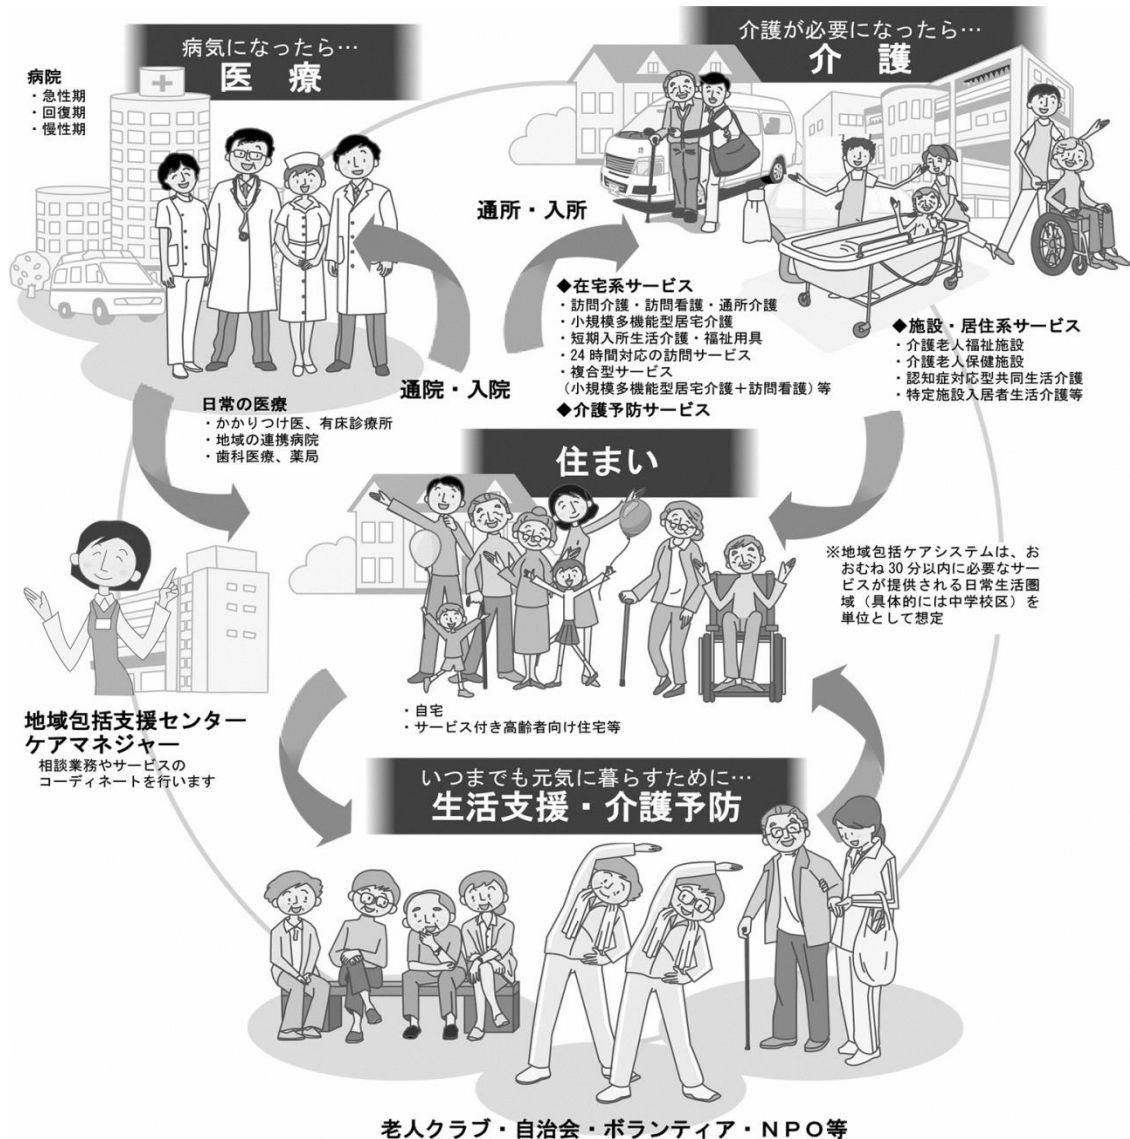 病気になったら…
医 療
病院
・急性期
・回復期
・慢性期
介護が必要になったら…
介 護
通所・入所
◆在宅系サービス
・訪問介護・訪問看護・通所介護
・小規模多機能型居宅介護
・短期入所生活介護・福祉用具
・24時間対応の訪問サービス
・複合型サービス
（小規模多機能型居宅介護＋訪問看護）等
◆介護予防サービス
◆施設・居住系サービス
・介護老人福祉施設
・介護老人保健施設
・認知症対応型共同生活介護
・特定施設入居者生活介護等
通院・入院
日常の医療
・かかりつけ医、有床診療所
・地域の連携病院
・歯科医療、薬局
住まい
※地域包括ケアシステムは、お
おむね30分以内に必要なサー
ビスが提供される日常生活圏
域（具体的には中学校区）を
単位として想定
・自宅
・サービス付き高齢者向け住宅等
地域包括支援センター
ケアマネジャー
相談業務やサービスの
コーディネートを行います
いつまでも元気に暮らすために…
生活支援・介護予防
老人クラブ・自治会・ボランティア・ＮＰＯ等